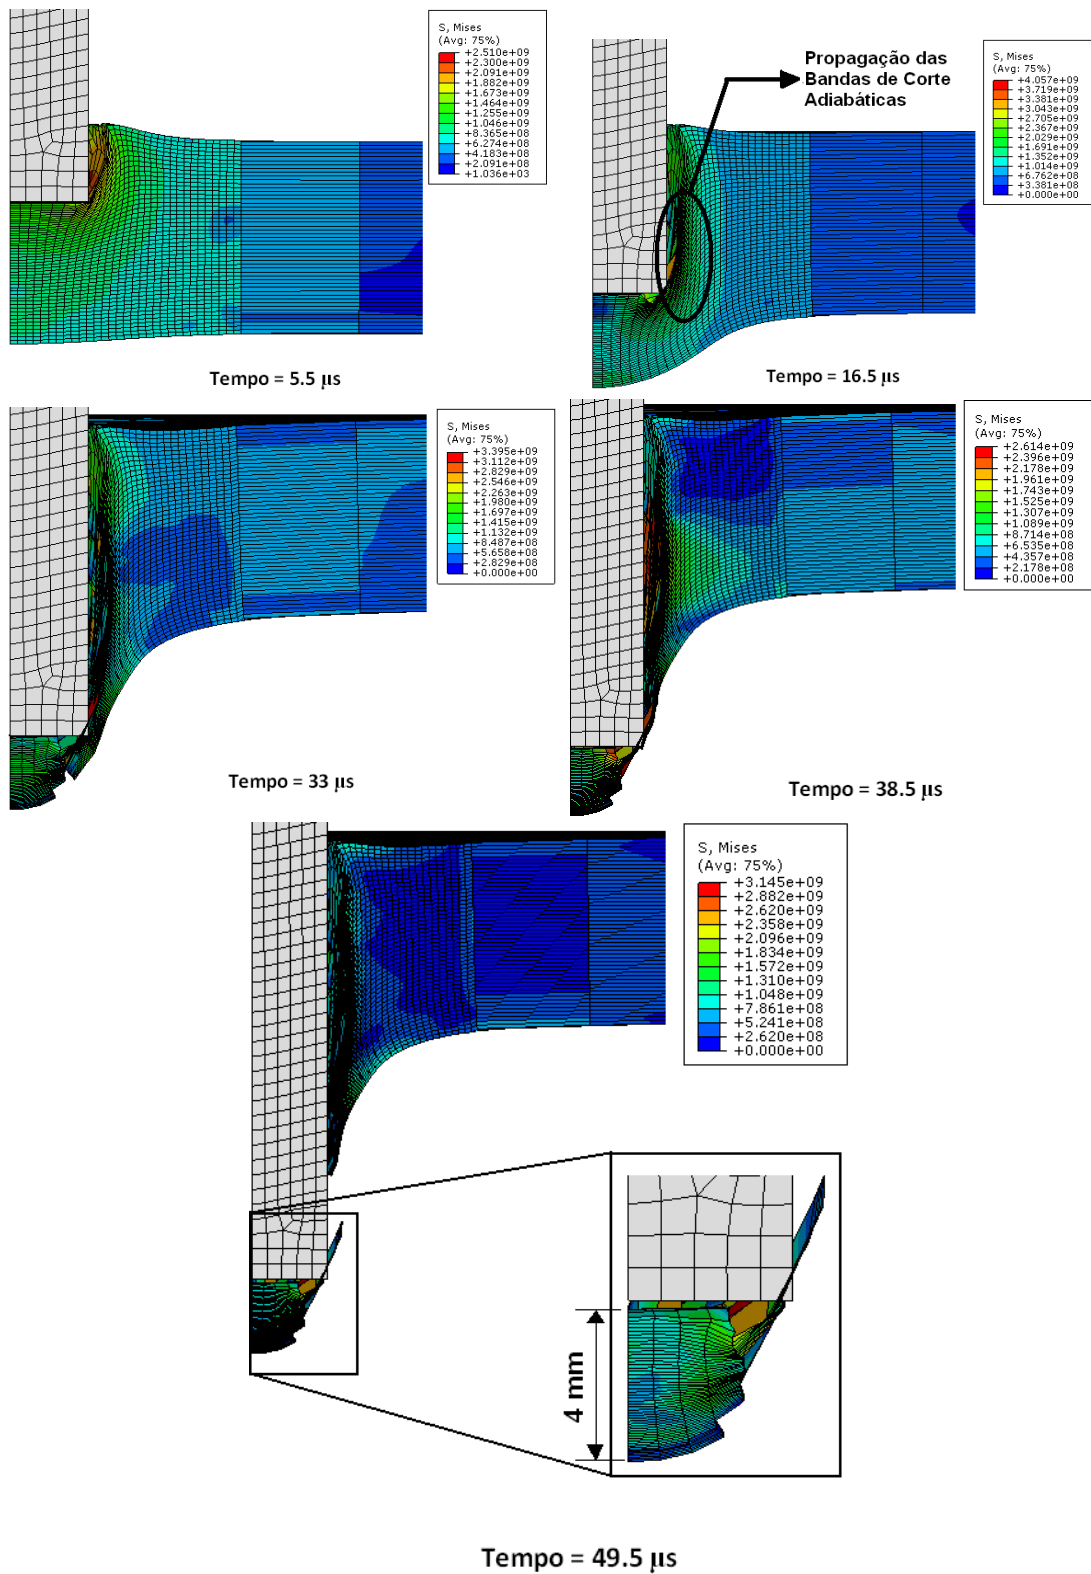 S, Mises
(Avg: 75%)
+2.510e+09
+2.300e+09
+2.091e+09
+1.882e+09
+1.673e+09
+1.464e+09
+1.255e+09
+1.046e+09
+8.365e+08
+6.274e+08
+4.183e+08
+2.091e+08
+1.036e+03
Tempo = 5.5 µs
Propagação das
Bandas de Corte
Adiabáticas
S, Mises
(Avg: 75%)
+4.057e+09
+3.719e+09
+3.381e+09
+3.043e+09
+2.705e+09
+2.367e+09
+2.029e+09
+1.691e+09
+1.352e+09
+1.014e+09
+6.762e+08
+3.381e+08
+0.000e+00
Tempo = 16.5 µs
S, Mises
(Avg: 75%)
+3.395e+09
+3.112e+09
+2.829e+09
+2.546e+09
+2.263e+09
+1.980e+09
+1.697e+09
+1.415e+09
+1.132e+09
+8.487e+08
+5.658e+08
+2.829e+08
+0.000e+00
Tempo = 33 µs
S, Mises
(Avg: 75%)
+2.614e+09
+2.396e+09
+2.178e+09
+1.961e+09
+1.743e+09
+1.525e+09
+1.307e+09
+1.089e+09
+8.714e+08
+6.535e+08
+4.357e+08
+2.178e+08
+0.000e+00
Tempo = 38.5 µs
S, Mises
(Avg: 75%)
+3.145e+09
+2.882e+09
+2.620e+09
+2.358e+09
+2.096e+09
+1.834e+09
+1.572e+09
+1.310e+09
+1.048e+09
+7.861e+08
+5.241e+08
+2.620e+08
+0.000e+00
4 mm
Tempo = 49.5 µs